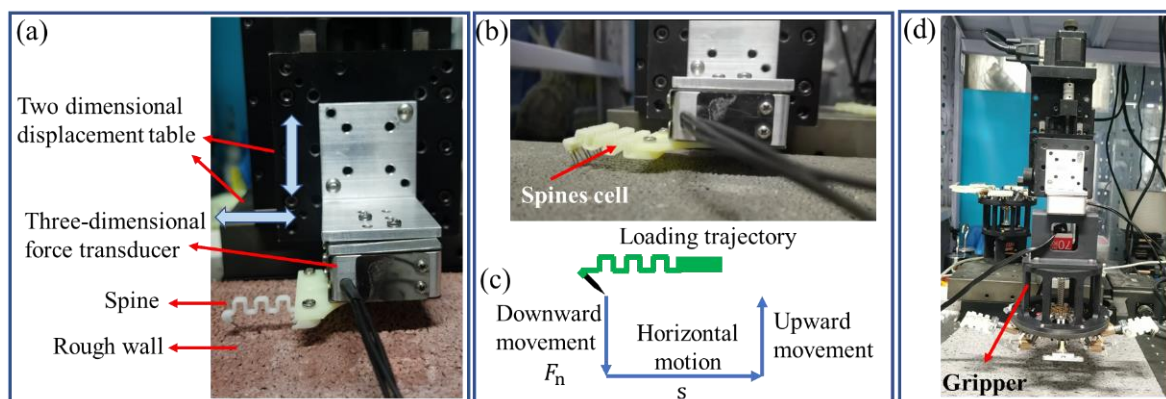 (a)
Two dimensional
displacement table
Three-dimensional
force transducer
Spine
Rough wall
(b)
Spines cell
Loading trajectory
(c)
Downward
movement
Fₙ
Horizontal
motion
s
Upward
movement
(d)
Gripper